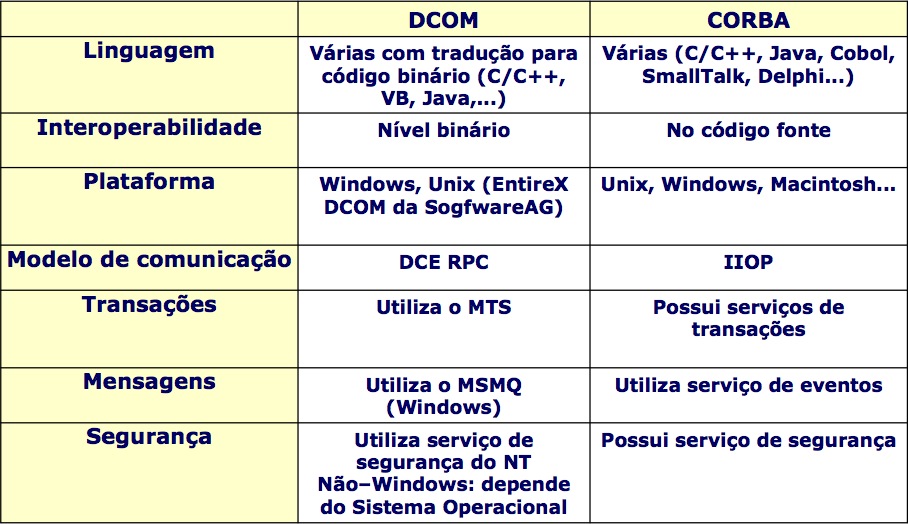 DCOM
CORBA
Linguagem
Várias com tradução para
código binário (C/C++,
VB, Java,...)
Várias (C/C++, Java, Cobol,
SmallTalk, Delphi...)
Interoperabilidade
Nível binário
No código fonte
Plataforma
Windows, Unix (EntireX
DCOM da SogfwareAG)
Unix, Windows, Macintosh...
Modelo de comunicação
DCE RPC
IIOP
Transações
Utiliza o MTS
Possui serviços de
transações
Mensagens
Utiliza o MSMQ
(Windows)
Utiliza serviço de eventos
Segurança
Utiliza serviço de
segurança do NT
Não–Windows: depende
do Sistema Operacional
Possui serviço de segurança